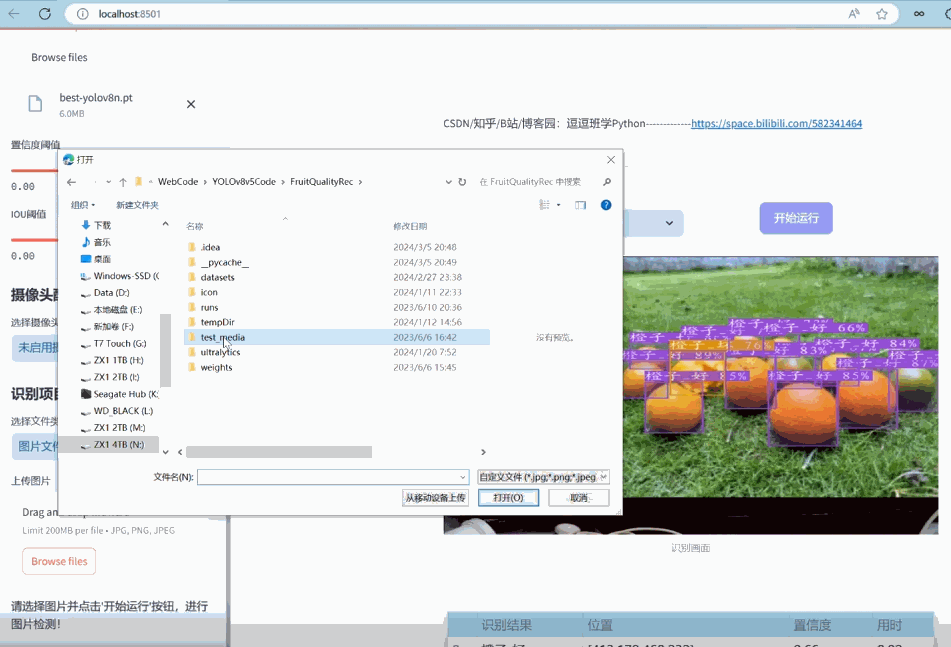 localhost:8501
Browse files
best-yolov8n.pt
6.0MB
CSDN/知乎/B站/博客园：逗逗班学Python------------https://space.bilibili.com/582341464
置信度阈值
0.00
IOU阈值
0.00
摄像头
选择摄像头
未启用
识别项目
选择文件类
图片文件
上传图片
Drag an
Limit 200MB per file • JPG, PNG, JPEG
Browse files
请选择图片并点击'开始运行'按钮，进行
图片检测！
打开
WebCode › YOLOv8v5Code › FruitQualityRec ›
在 FruitQualityRec 中搜索
组织
新建文件夹
下载
音乐
桌面
Windows-SSD (
Data (D:)
本地磁盘 (E:)
新加卷 (F:)
T7 Touch (G:)
ZX1 1TB (H:)
ZX1 2TB (I:)
Seagate Hub (K:
WD_BLACK (L:)
ZX1 2TB (M:)
ZX1 4TB (N:)
名称 修改日期
.idea 2024/3/5 20:48
__pycache__ 2024/3/5 20:49
datasets 2024/2/27 23:38
icon 2024/1/11 22:33
runs 2023/6/10 20:36
tempDir 2024/1/12 14:56
test_media 2023/6/6 16:42
ultralytics 2024/1/20 7:52
weights 2023/6/6 15:45
没有预览。
文件名(N):
自定义文件 (*.jpg;*.png;*.jpeg
从移动设备上传
打开(O)
取消
开始运行
橙子_好 66%
橙子_好 84%
好 83%
89%
76
87%
橙子_好 85%
橙子_好 85%
识别画面
识别结果 位置 置信度 用时